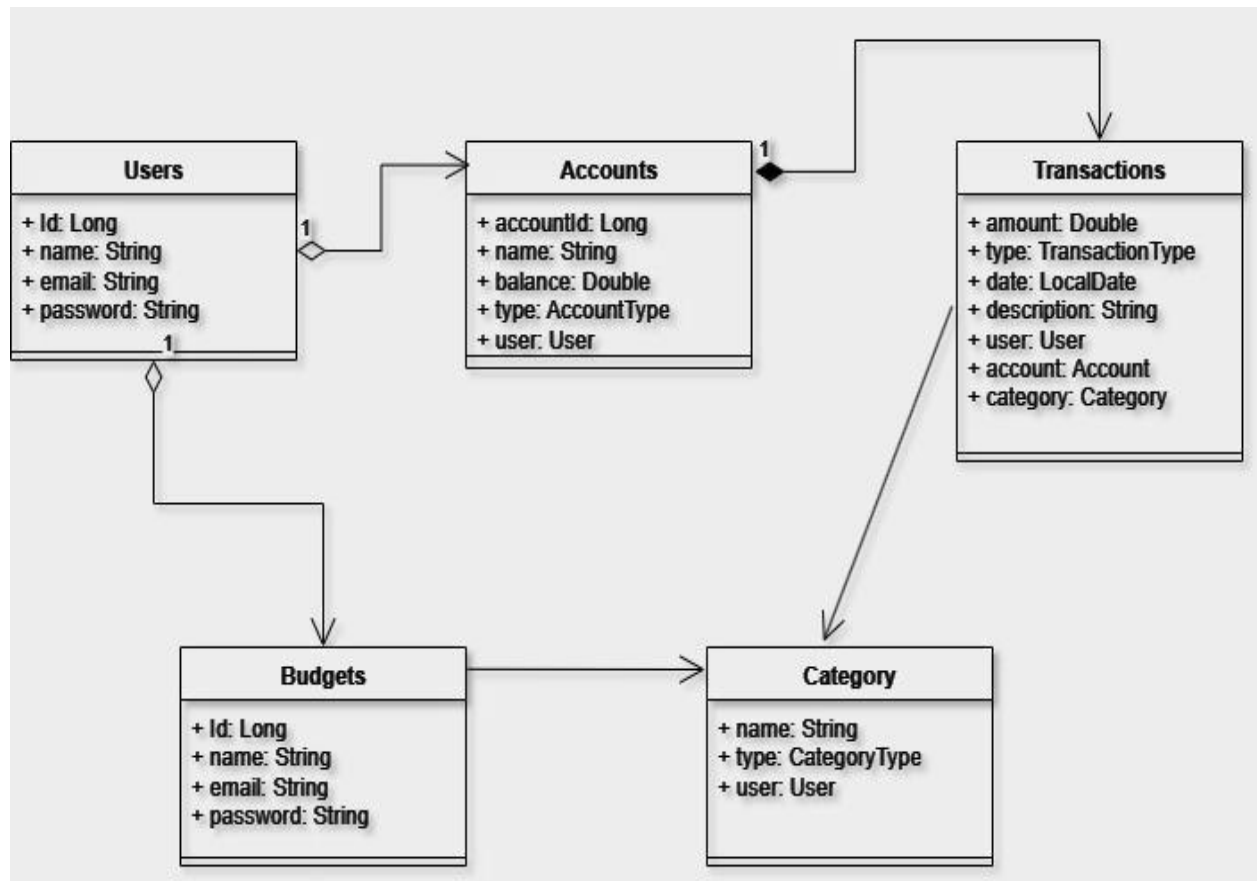 Users
+ Id: Long
+ name: String
+ email: String
+ password: String
1
1
Accounts
+ accountId: Long
+ name: String
+ balance: Double
+ type: AccountType
+ user: User
1
Transactions
+ amount: Double
+ type: TransactionType
+ date: LocalDate
+ description: String
+ user: User
+ account: Account
+ category: Category
Budgets
+ Id: Long
+ name: String
+ email: String
+ password: String
Category
+ name: String
+ type: CategoryType
+ user: User